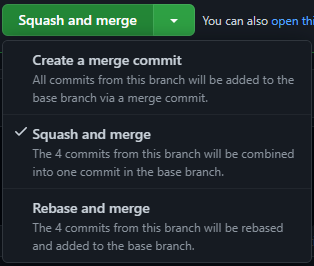 Squash and merge
You can also open thi
Create a merge commit
All commits from this branch will be added to the
base branch via a merge commit.
Squash and merge
The 4 commits from this branch will be combined
into one commit in the base branch.
Rebase and merge
The 4 commits from this branch will be rebased
and added to the base branch.